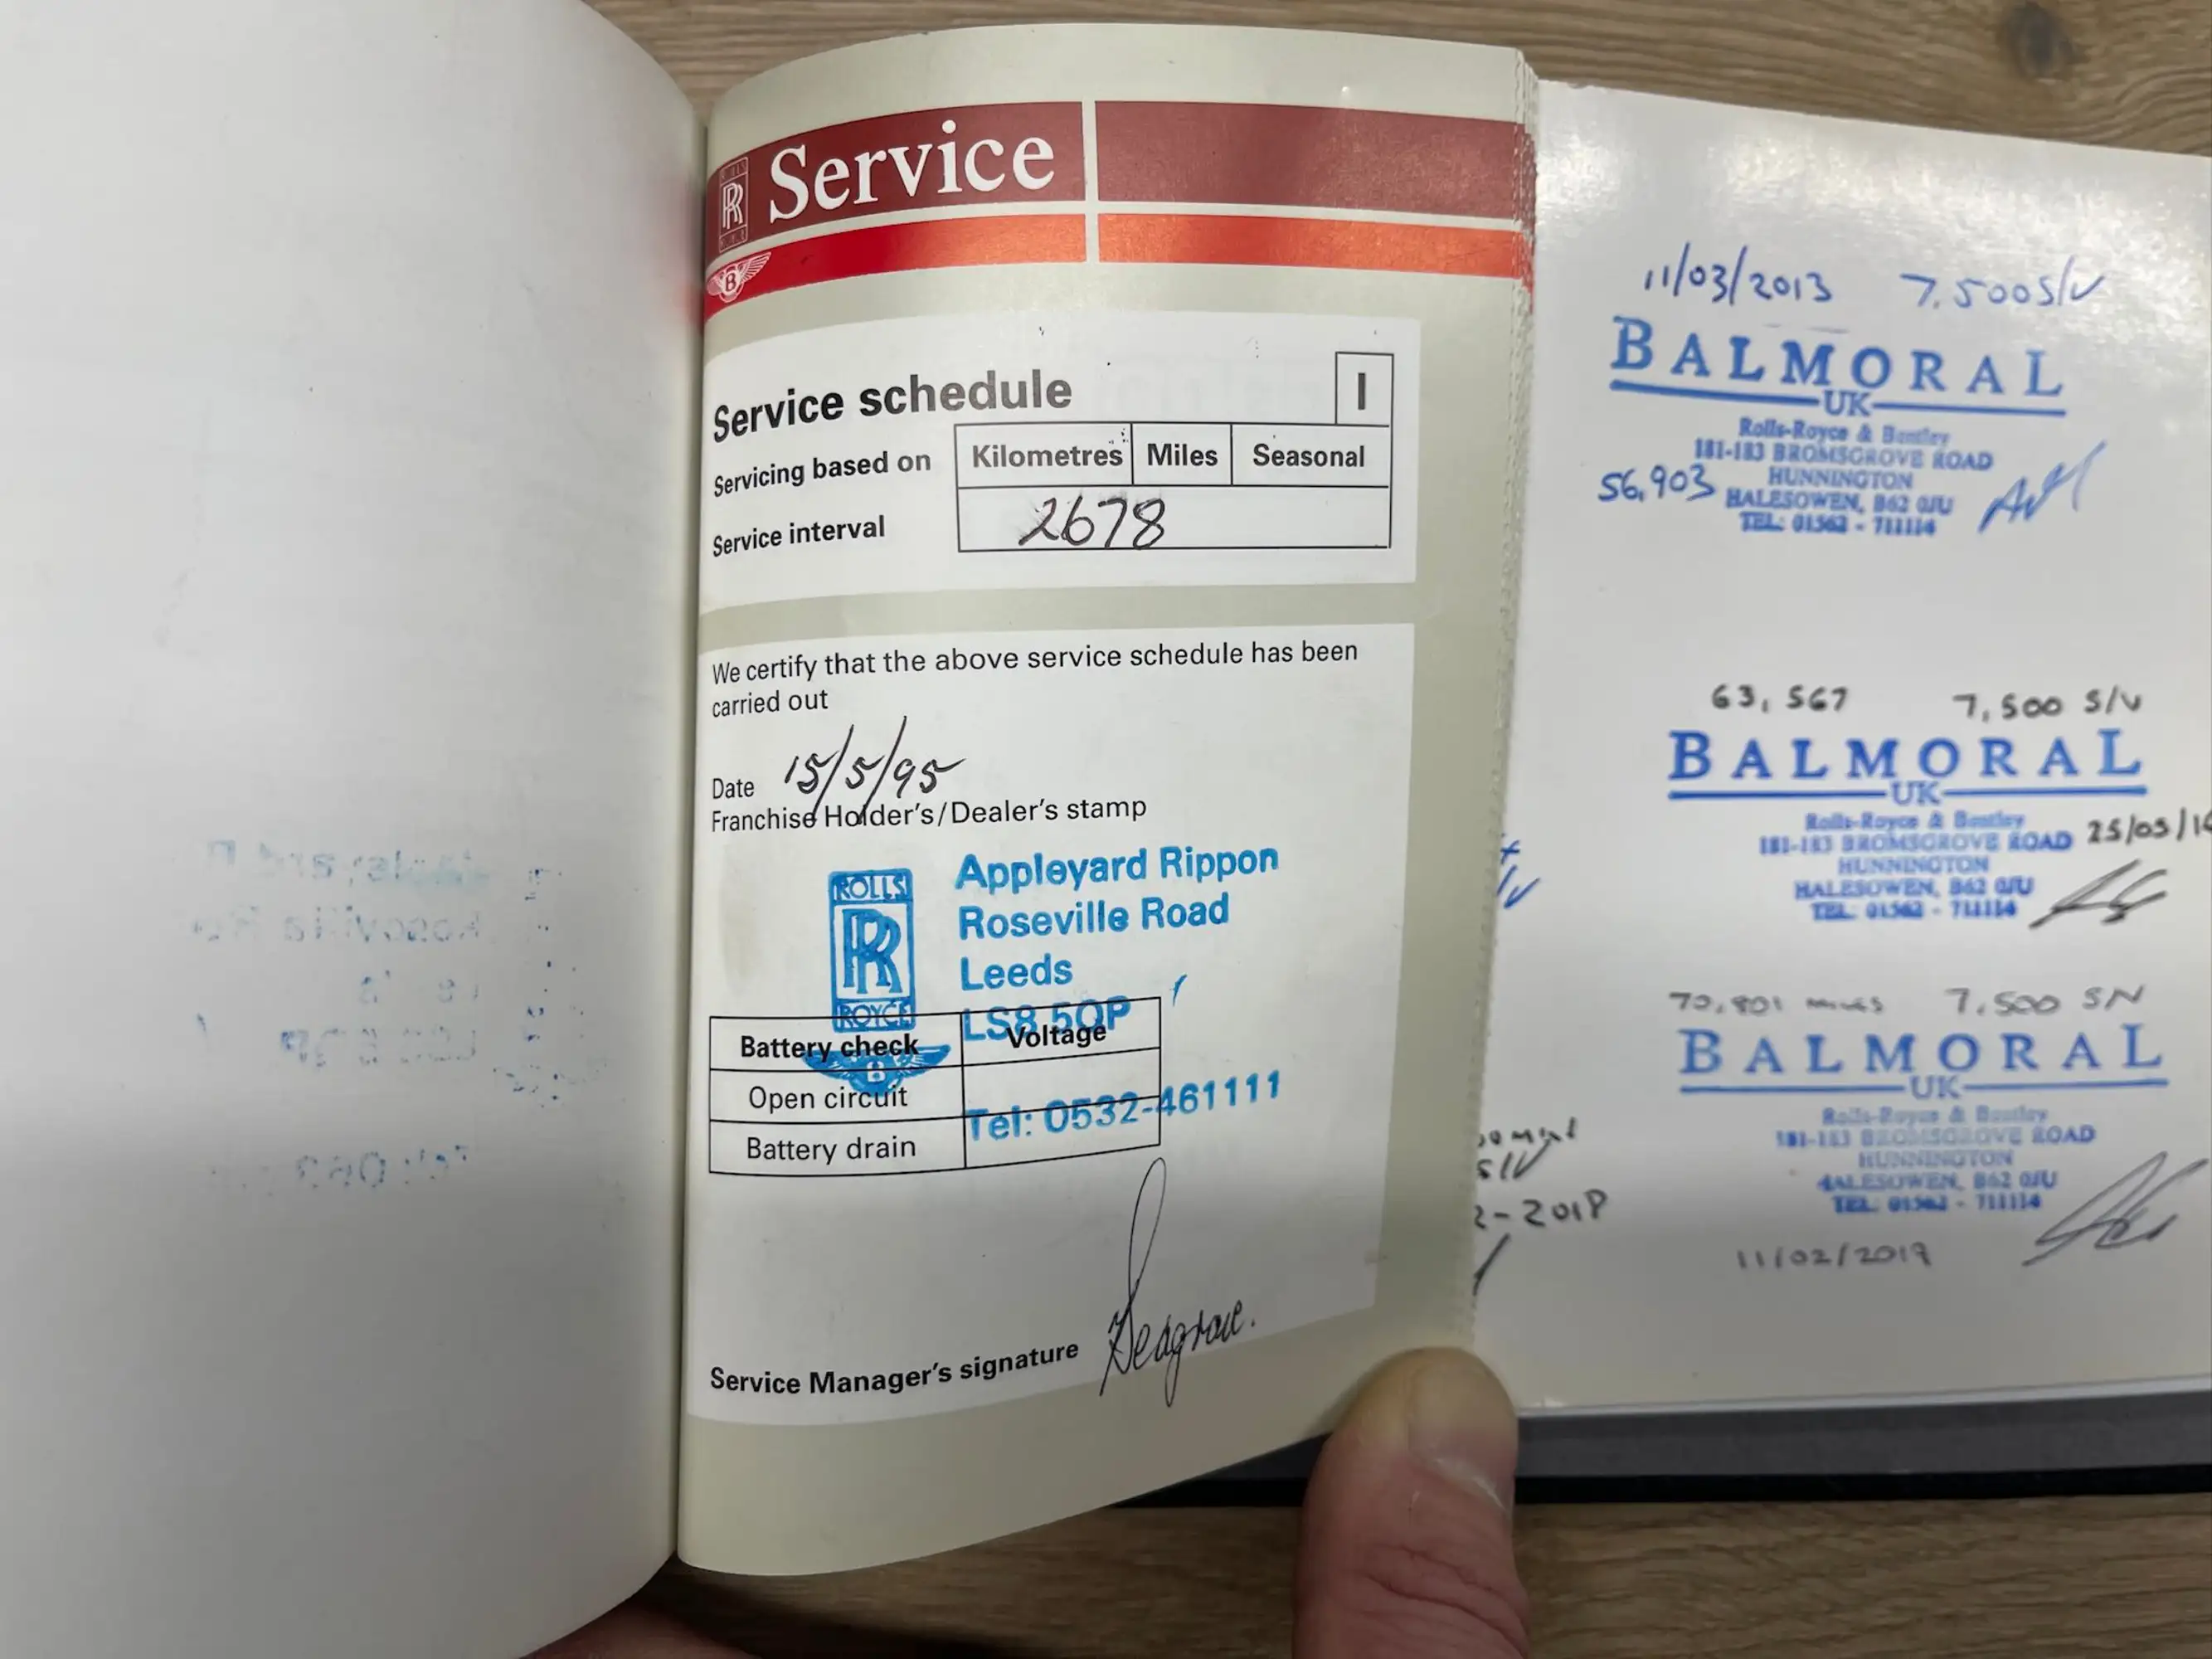 Service
B
Service schedule I
Servicing based on Kilometres Miles Seasonal
Service interval 2678
We certify that the above service schedule has been
carried out
Date 15/5/95
Franchise Holder's/Dealer's stamp
ROLLS
RR
ROYCE
B
Appleyard Rippon
Roseville Road
Leeds
LS8 5QP
Tel: 0532-461111
Battery check Voltage
Open circuit
Battery drain
Service Manager's signature Seagrave.
11/03/2013 7.500 S/V
BALMORAL
UK
Rolls-Royce & Bentley
181-183 BROMSGROVE ROAD
HUNNINGTON
56,903 HALESOWEN, B62 0JU
TEL: 01562 - 711114
63,567 7,500 S/V
BALMORAL
UK
Rolls-Royce & Bentley
181-183 BROMSGROVE ROAD 25/05/16
HUNNINGTON
HALESOWEN, B62 0JU
TEL: 01562 - 711114
70,801 miles 7.500 S/V
BALMORAL
UK
Rolls-Royce & Bentley
181-183 BROMSGROVE ROAD
HUNNINGTON
HALESOWEN, B62 0JU
TEL: 01562 - 711114
11/02/2019